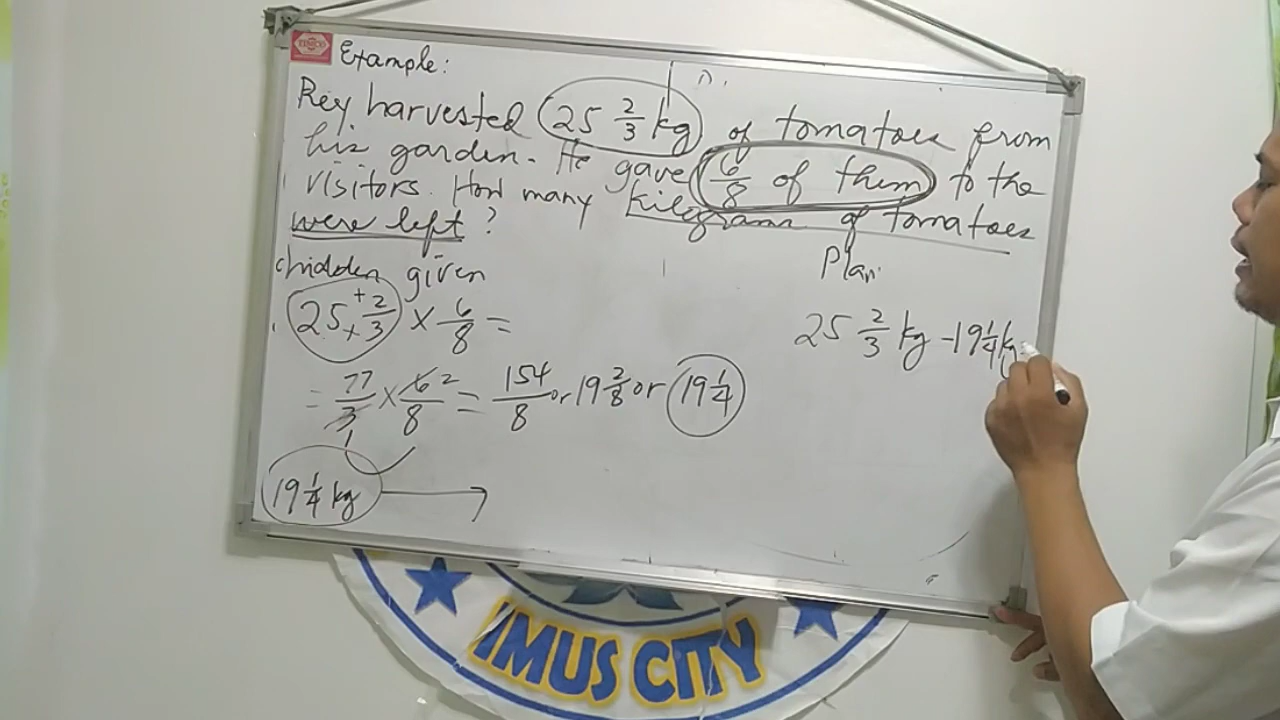 Example:
Rey harvested 25 2/3 kg of tomatoes from
his garden. He gave 6/8 of them to the
visitors. How many kilograms of tomatoes
were left?
hidden given
Plan:
25 + 2/3 × 6/8 =
25 2/3 kg - 19 1/4 kg
= 77/3 × 6/8 2 = 154/8 or 19 2/8 or 19 1/4
1
19 1/4 kg
IMUS CITY